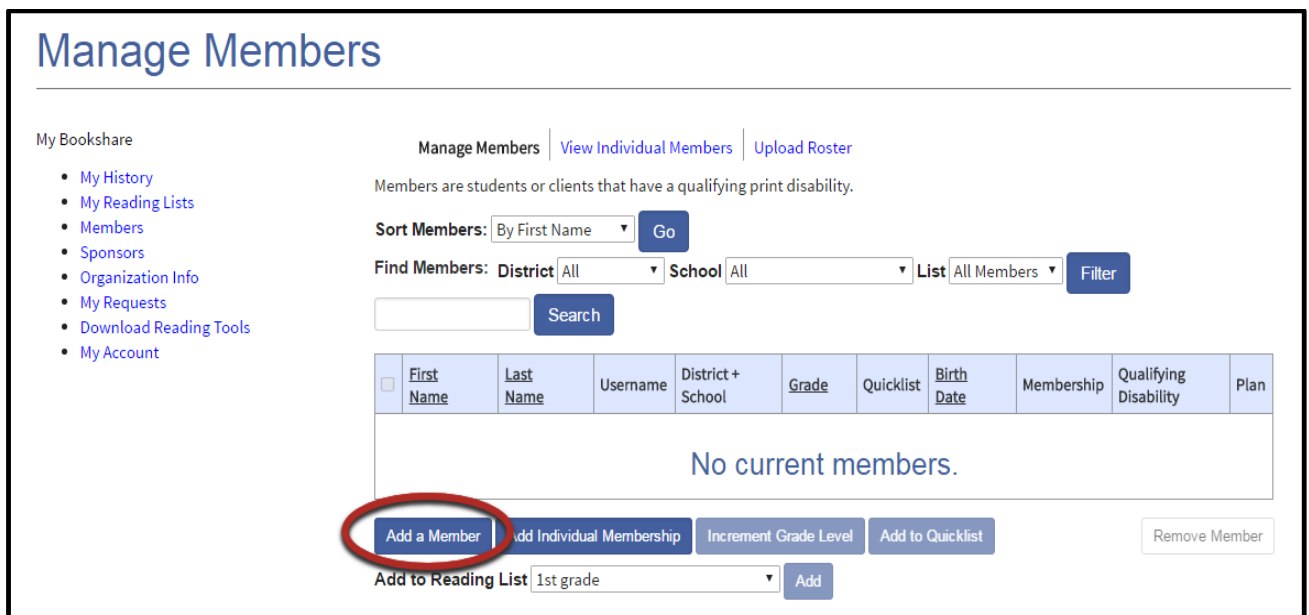 Manage Members
My Bookshare
My History
My Reading Lists
Members
Sponsors
Organization Info
My Requests
Download Reading Tools
My Account
Manage Members View Individual Members Upload Roster
Members are students or clients that have a qualifying print disability.
Sort Members: By First Name Go
Find Members: District All School All List All Members Filter
Search
First Name Last Name Username District + School Grade Quicklist Birth Date Membership Qualifying Disability Plan
No current members.
Add a Member Add Individual Membership Increment Grade Level Add to Quicklist Remove Member
Add to Reading List 1st grade Add